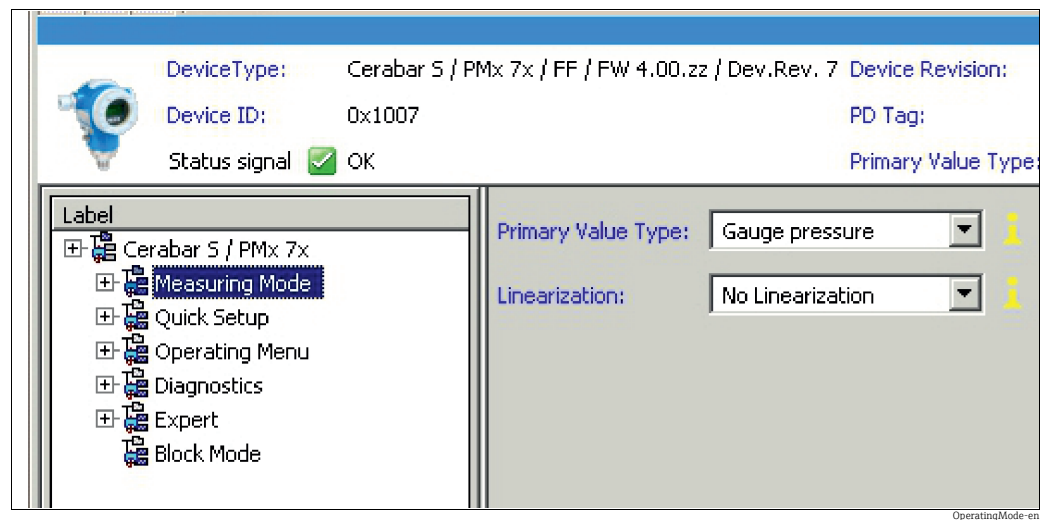 DeviceType: Cerabar S / PMx 7x / FF / FW 4.00.zz / Dev.Rev. 7 Device Revision:
Device ID: 0x1007 PD Tag:
Status signal OK Primary Value Type:
Label
Cerabar S / PMx 7x
Measuring Mode
Quick Setup
Operating Menu
Diagnostics
Expert
Block Mode
Primary Value Type: Gauge pressure
Linearization: No Linearization
OperatingMode-en